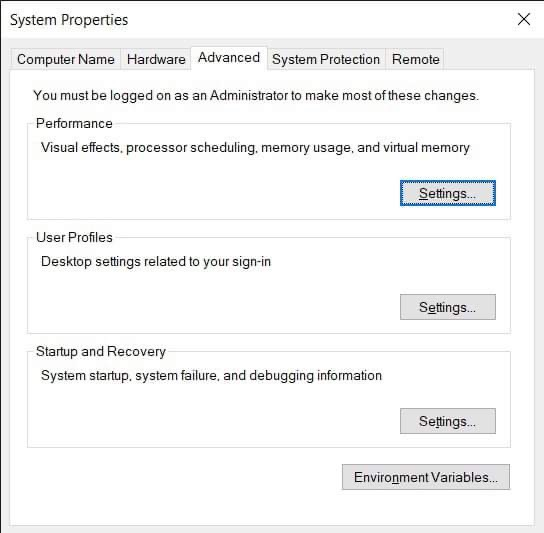 System Properties
Computer Name Hardware Advanced System Protection Remote
You must be logged on as an Administrator to make most of these changes.
Performance
Visual effects, processor scheduling, memory usage, and virtual memory
Settings...
User Profiles
Desktop settings related to your sign-in
Settings...
Startup and Recovery
System startup, system failure, and debugging information
Settings...
Environment Variables...